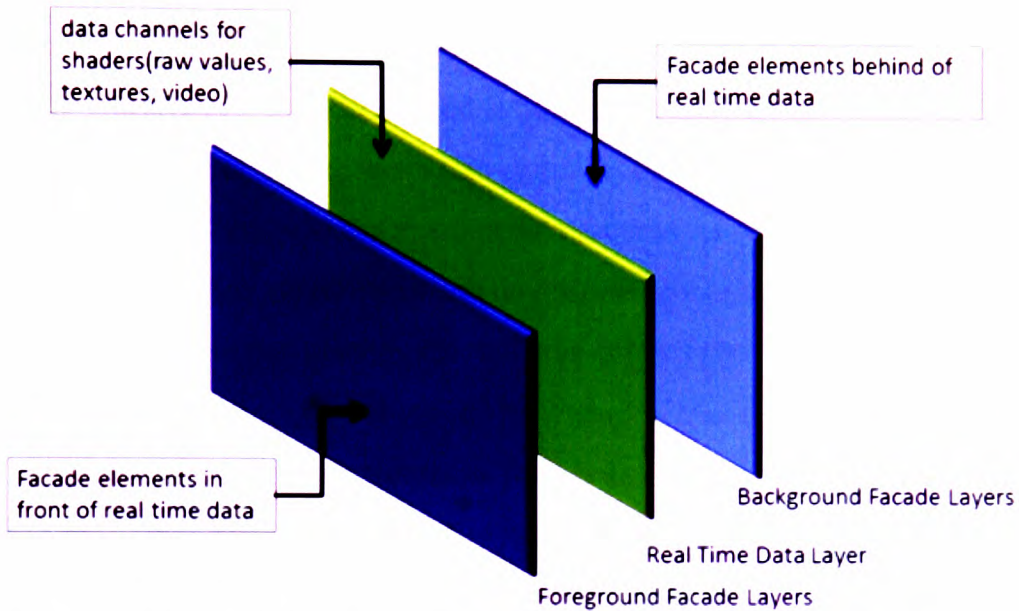 data channels for
shaders(raw values,
textures, video)
Facade elements behind of
real time data
Facade elements in
front of real time data
Background Facade Layers
Real Time Data Layer
Foreground Facade Layers